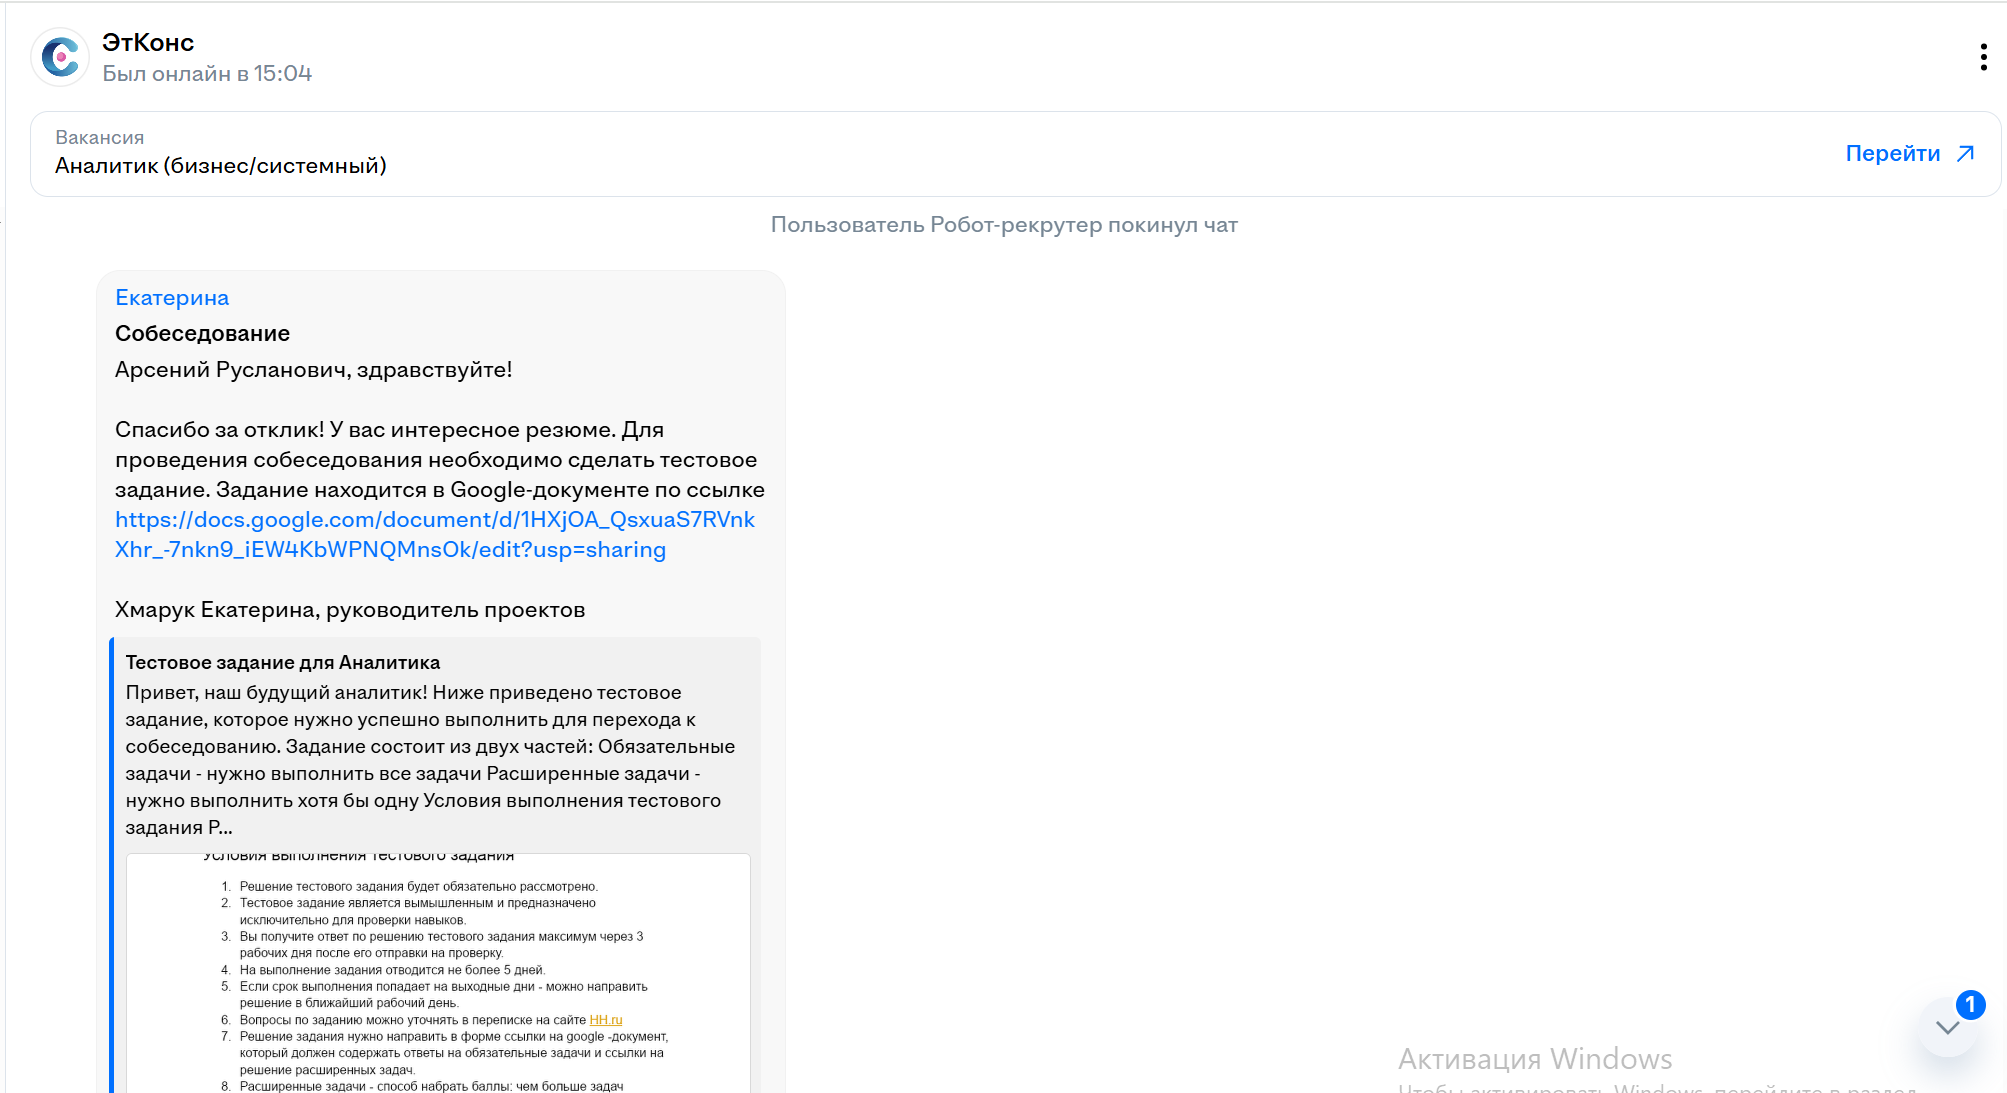 ЭтКонс
Был онлайн в 15:04
Вакансия
Аналитик (бизнес/системный)
Перейти
Пользователь Робот-рекрутер покинул чат
Екатерина
Собеседование
Арсений Русланович, здравствуйте!
Спасибо за отклик! У вас интересное резюме. Для
проведения собеседования необходимо сделать тестовое
задание. Задание находится в Google-документе по ссылке
https://docs.google.com/document/d/1HXjOA_QsxuaS7RVnk
Xhr_-7nkn9_iEW4KbWPNQMnsOk/edit?usp=sharing
Хмарук Екатерина, руководитель проектов
Тестовое задание для Аналитика
Привет, наш будущий аналитик! Ниже приведено тестовое
задание, которое нужно успешно выполнить для перехода к
собеседованию. Задание состоит из двух частей: Обязательные
задачи - нужно выполнить все задачи Расширенные задачи -
нужно выполнить хотя бы одну Условия выполнения тестового
задания Р...
Условия выполнения тестового задания
1. Решение тестового задания будет обязательно рассмотрено.
2. Тестовое задание является вымышленным и предназначено
исключительно для проверки навыков.
3. Вы получите ответ по решению тестового задания максимум через 3
рабочих дня после его отправки на проверку.
4. На выполнение задания отводится не более 5 дней.
5. Если срок выполнения попадает на выходные дни - можно направить
решение в ближайший рабочий день.
6. Вопросы по заданию можно уточнять в переписке на сайте HH.ru
7. Решение задания нужно направить в форме ссылки на google -документ,
который должен содержать ответы на обязательные задачи и ссылки на
решение расширенных задач.
8. Расширенные задачи - способ набрать баллы: чем больше задач
1
Активация Windows
Чтобы активировать Windows, перейдите в раздел